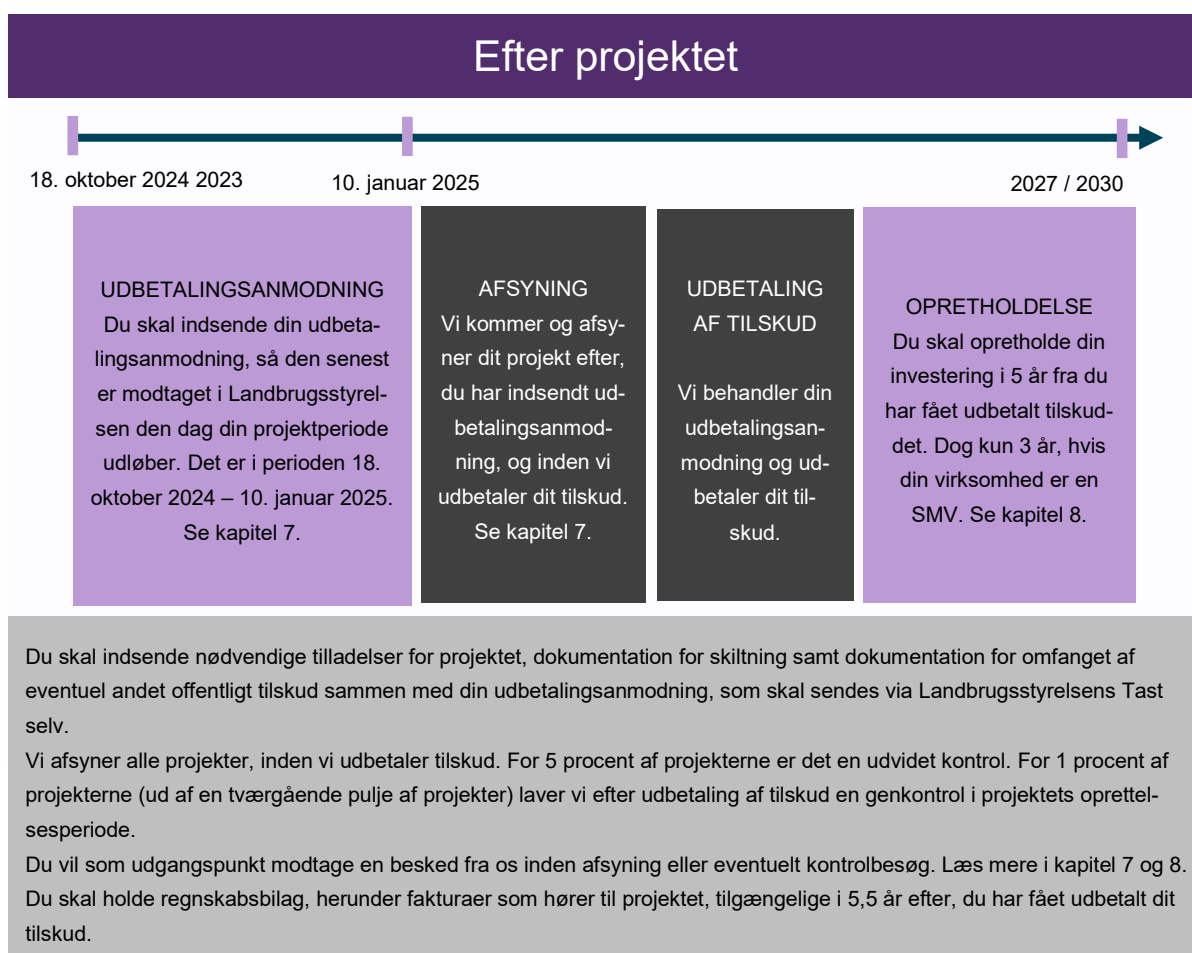 Efter projektet
18. oktober 2024 2023
10. januar 2025
2027 / 2030
UDBETALINGSANMODNING
Du skal indsende din udbeta-
lingsanmodning, så den senest
er modtaget i Landbrugsstyrel-
sen den dag din projektperiode
udløber. Det er i perioden 18.
oktober 2024 – 10. januar 2025.
Se kapitel 7.
AFSYNING
Vi kommer og afsy-
ner dit projekt efter,
du har indsendt ud-
betalingsanmod-
ning, og inden vi
udbetaler dit tilskud.
Se kapitel 7.
UDBETALING
AF TILSKUD
Vi behandler din
udbetalingsan-
modning og ud-
betaler dit til-
skud.
OPRETHOLDELSE
Du skal opretholde din
investering i 5 år fra du
har fået udbetalt tilskud-
det. Dog kun 3 år, hvis
din virksomhed er en
SMV. Se kapitel 8.
Du skal indsende nødvendige tilladelser for projektet, dokumentation for skiltning samt dokumentation for omfanget af
eventuel andet offentligt tilskud sammen med din udbetalingsanmodning, som skal sendes via Landbrugsstyrelsens Tast
selv.
Vi afsyner alle projekter, inden vi udbetaler tilskud. For 5 procent af projekterne er det en udvidet kontrol. For 1 procent af
projekterne (ud af en tværgående pulje af projekter) laver vi efter udbetaling af tilskud en genkontrol i projektets oprettel-
sesperiode.
Du vil som udgangspunkt modtage en besked fra os inden afsyning eller eventuelt kontrolbesøg. Læs mere i kapitel 7 og 8.
Du skal holde regnskabsbilag, herunder fakturaer som hører til projektet, tilgængelige i 5,5 år efter, du har fået udbetalt dit
tilskud.